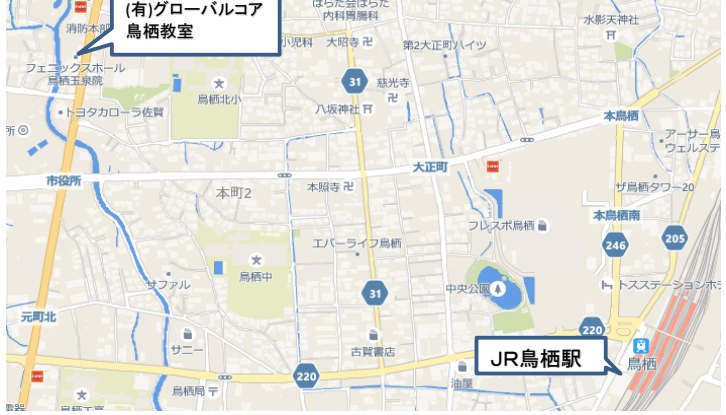 (有)グローバルコア
鳥栖教室
内科胃腸科
水影天神社
消防本部
小児科
大昭寺
第2大正町ハイツ
フェニックスホール
鳥栖玉泉院
31
慈光寺
鳥栖北小
トヨタカローラ佐賀
八坂神社
本鳥栖
所
アーサー鳥
ウェルステ
大正町
市役所
本町2
本照寺
ザ鳥栖タワー20
本鳥栖南
フレスポ鳥栖
エバーライフ鳥栖
246
205
鳥栖中
サファル
中央公園
トスステーションホテ
31
元町北
220
サニー
古賀書店
JR鳥栖駅
鳥栖
220
鳥栖局
油屋